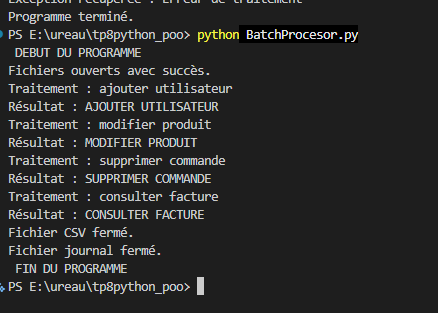 Exception récupérée : Erreur de traitement
Programme terminé.
PS E:\ureau\tp8python_poo> python BatchProcesor.py
DEBUT DU PROGRAMME
Fichiers ouverts avec succès.
Traitement : ajouter utilisateur
Résultat : AJOUTER UTILISATEUR
Traitement : modifier produit
Résultat : MODIFIER PRODUIT
Traitement : supprimer commande
Résultat : SUPPRIMER COMMANDE
Traitement : consulter facture
Résultat : CONSULTER FACTURE
Fichier CSV fermé.
Fichier journal fermé.
FIN DU PROGRAMME
PS E:\ureau\tp8python_poo>